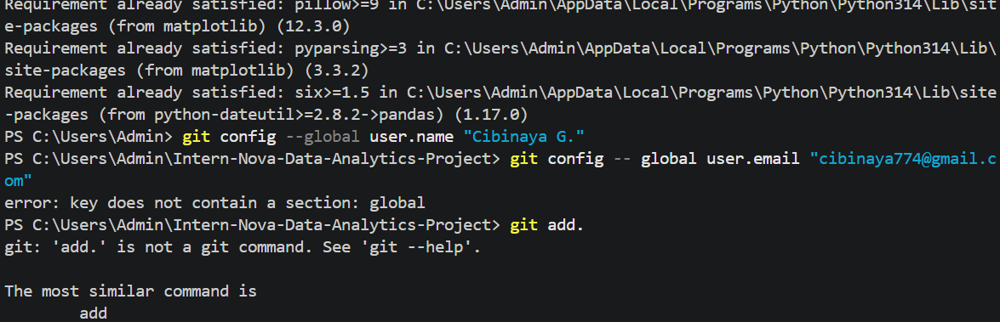 Requirement already satisfied: pillow>=9 in C:\Users\Admin\AppData\Local\Programs\Python\Python314\Lib\sit
e-packages (from matplotlib) (12.3.0)
Requirement already satisfied: pyparsing>=3 in C:\Users\Admin\AppData\Local\Programs\Python\Python314\Lib\
site-packages (from matplotlib) (3.3.2)
Requirement already satisfied: six>=1.5 in C:\Users\Admin\AppData\Local\Programs\Python\Python314\Lib\site
-packages (from python-dateutil>=2.8.2->pandas) (1.17.0)
PS C:\Users\Admin> git config --global user.name "Cibinaya G."
PS C:\Users\Admin\Intern-Nova-Data-Analytics-Project> git config -- global user.email "cibinaya774@gmail.c
om"
error: key does not contain a section: global
PS C:\Users\Admin\Intern-Nova-Data-Analytics-Project> git add.
git: 'add.' is not a git command. See 'git --help'.
The most similar command is
add